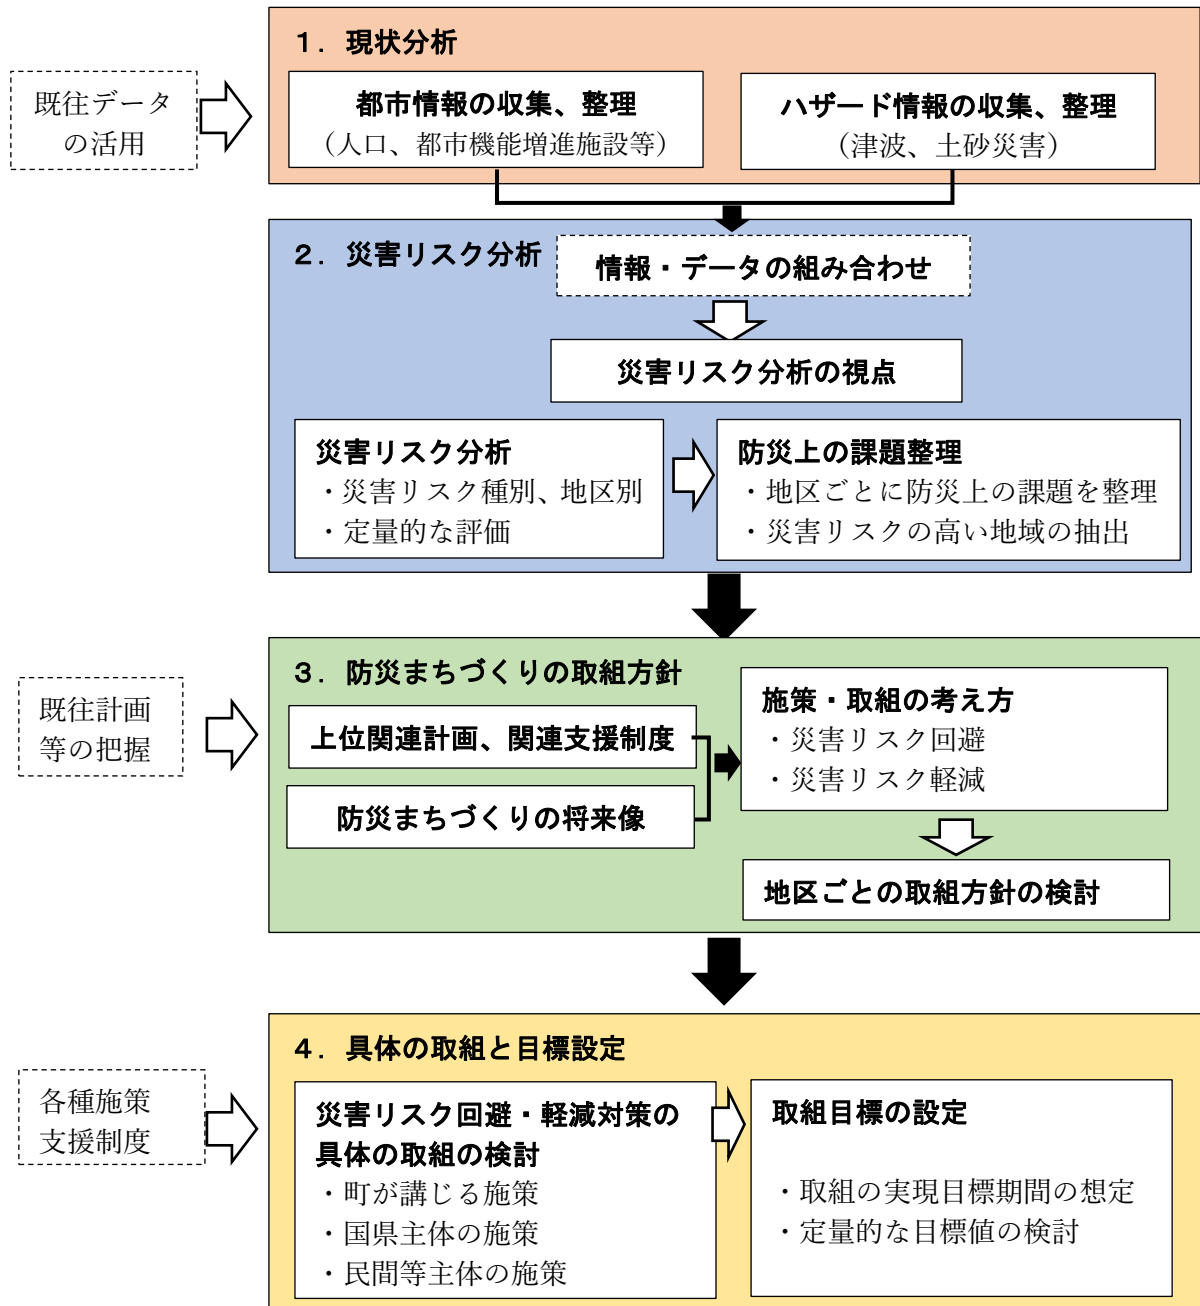 １．現状分析
既往データ
の活用
都市情報の収集、整理
（人口、都市機能増進施設等）
ハザード情報の収集、整理
（津波、土砂災害）
２．災害リスク分析
情報・データの組み合わせ
災害リスク分析の視点
災害リスク分析
・災害リスク種別、地区別
・定量的な評価
防災上の課題整理
・地区ごとに防災上の課題を整理
・災害リスクの高い地域の抽出
３．防災まちづくりの取組方針
既往計画
等の把握
上位関連計画、関連支援制度
防災まちづくりの将来像
施策・取組の考え方
・災害リスク回避
・災害リスク軽減
地区ごとの取組方針の検討
４．具体の取組と目標設定
各種施策
支援制度
災害リスク回避・軽減対策の
具体の取組の検討
・町が講じる施策
・国県主体の施策
・民間等主体の施策
取組目標の設定
・取組の実現目標期間の想定
・定量的な目標値の検討